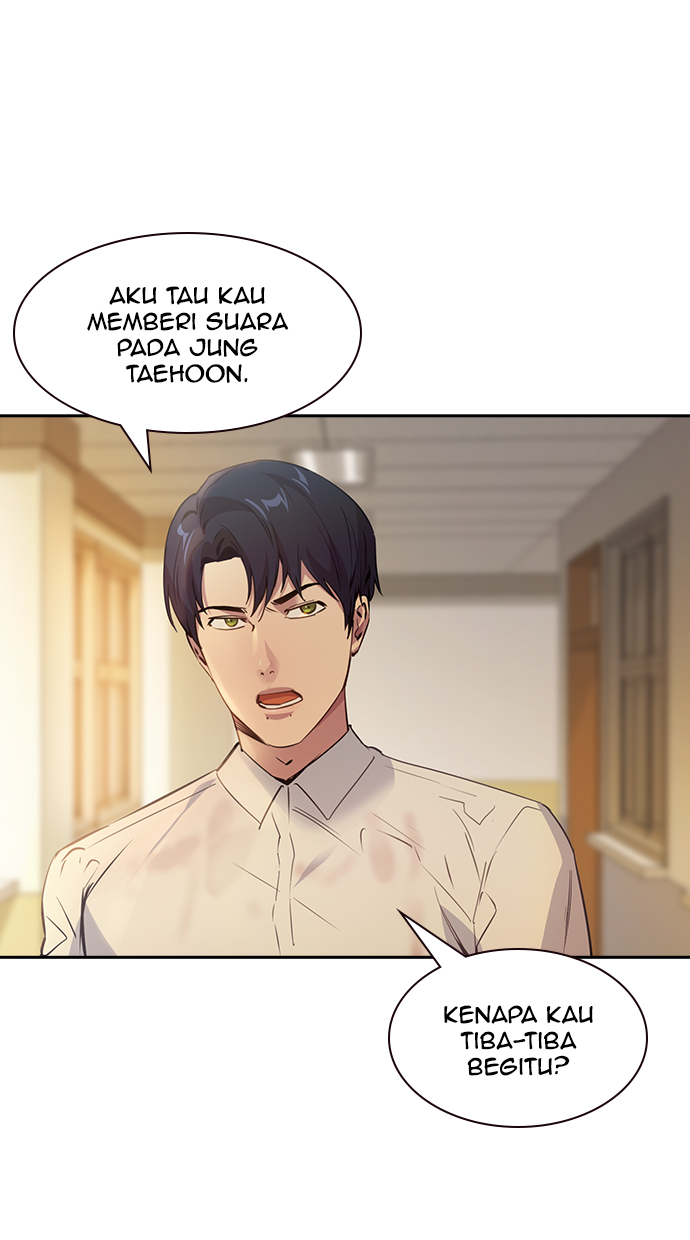 AKU TAU KAU
MEMBERI SUARA
PADA JUNG
TAEHOON.
KENAPA KAU
TIBA-TIBA
BEGITU?